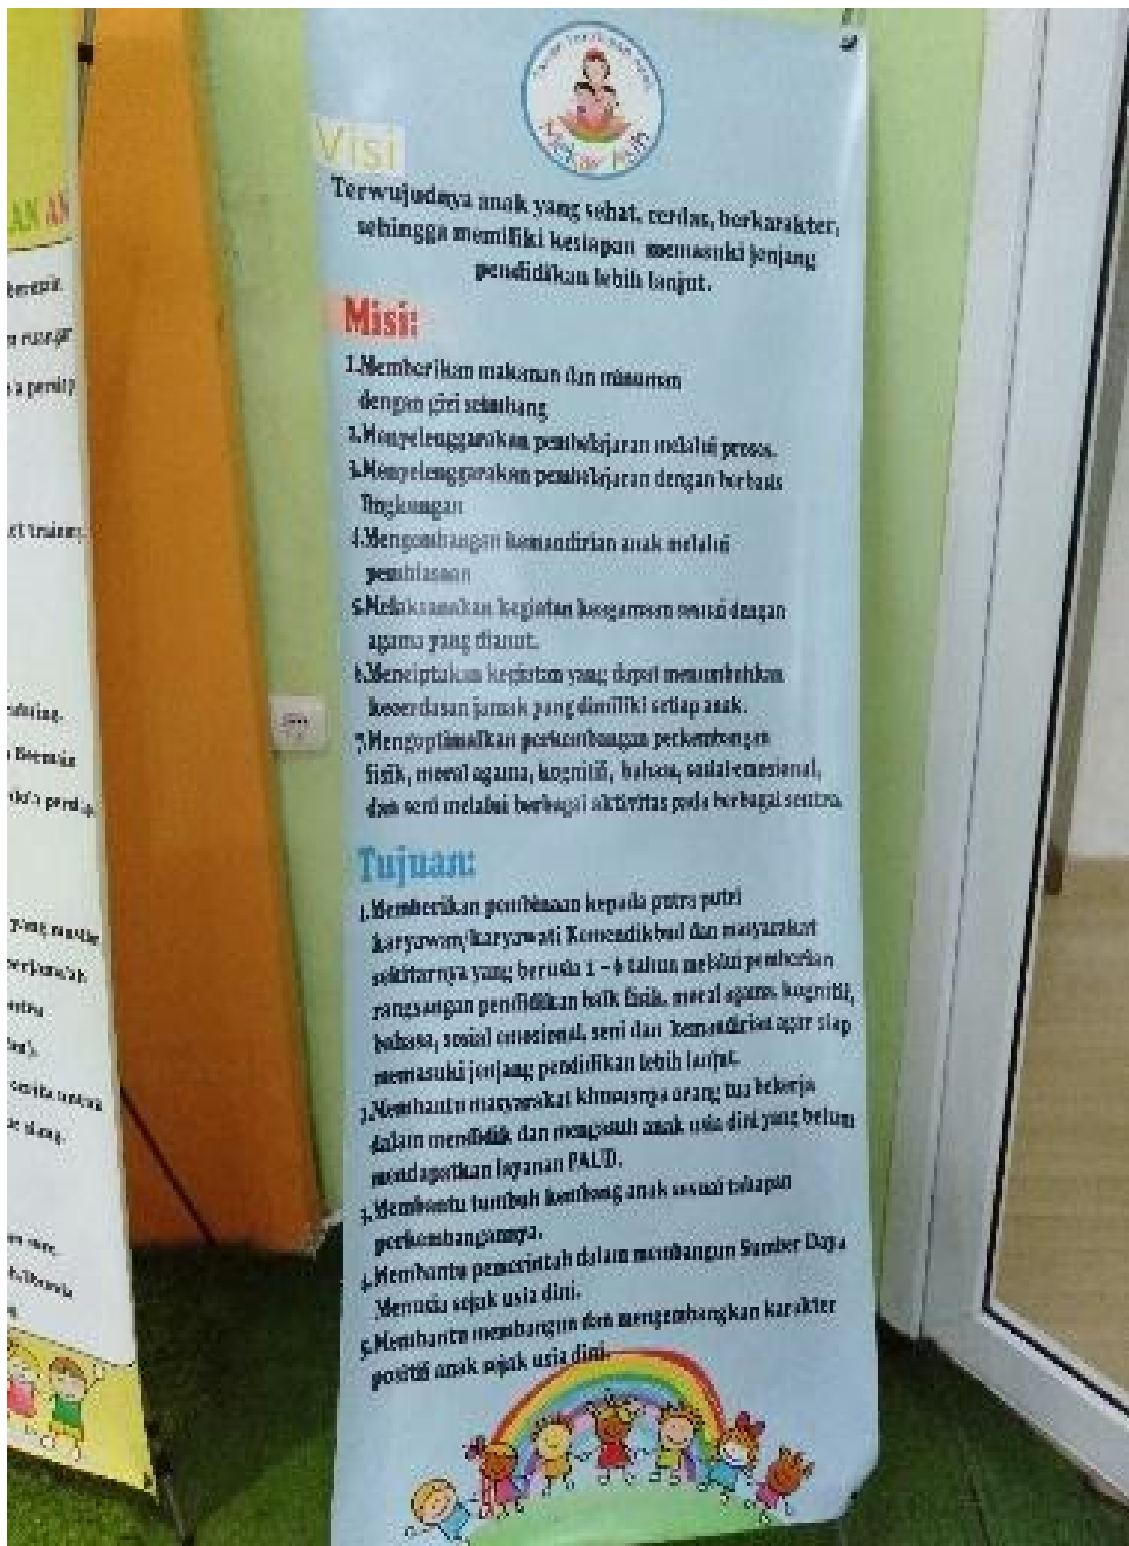 Taman Penitipan Anak
Mekar Asih
Visi
Terwujudnya anak yang sehat, cerdas, berkarakter,
sehingga memiliki kesiapan memasuki jenjang
pendidikan lebih lanjut.
Misi:
1.Memberikan makanan dan minuman
dengan gizi seimbang
2.Menyelenggarakan pembelajaran melalui proses.
3.Menyelenggarakan pembelajaran dengan berbasis
lingkungan
4.Mengembangan kemandirian anak melalui
pembiasaan
5.Melaksanakan kegiatan keagamaan sesuai dengan
agama yang dianut.
6.Menciptakan kegiatan yang dapat menumbuhkan
kecerdasan jamak yang dimiliki setiap anak.
7.Mengoptimalkan perkembangan perkembangan
fisik, moral agama, kognitif, bahasa, sosial-emosional,
dan seni melalui berbagai aktivitas pada berbagai sentra.
Tujuan:
1.Memberikan pembinaan kepada putra putri
karyawan/karyawati Kemendikbud dan masyarakat
sekitarnya yang berusia 1 - 6 tahun melalui pemberian
rangsangan pendidikan baik fisik, moral agama, kognitif,
bahasa, sosial emosional, seni dan kemandirian agar siap
memasuki jenjang pendidikan lebih lanjut.
2.Membantu masyarakat khususnya orang tua bekerja
dalam mendidik dan mengasuh anak usia dini yang belum
mendapatkan layanan PAUD.
3.Membantu tumbuh kembang anak sesuai tahapan
perkembangannya.
4.Membantu pemerintah dalam membangun Sumber Daya
Menusia sejak usia dini.
5.Membantu membangun dan mengembangkan karakter
positif anak sejak usia dini.